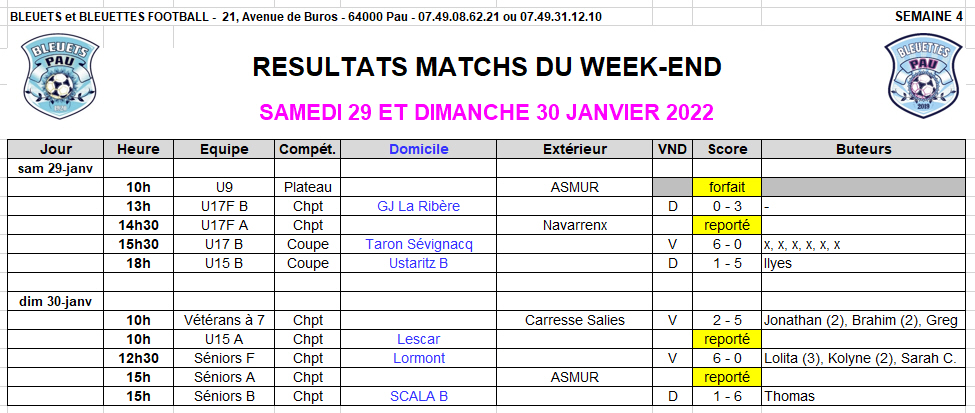 BLEUETS et BLEUETTES FOOTBALL - 21, Avenue de Buros - 64000 Pau - 07.49.08.62.21 ou 07.49.31.12.10 SEMAINE 4
BLEUETS PAU
BLEUETTES PAU 2019
RESULTATS MATCHS DU WEEK-END
SAMEDI 29 ET DIMANCHE 30 JANVIER 2022
Jour Heure Equipe Compét. Domicile Extérieur VND Score Buteurs
sam 29-janv
10h U9 Plateau ASMUR forfait
13h U17F B Chpt GJ La Ribère D 0 - 3 -
14h30 U17F A Chpt Navarrenx reporté
15h30 U17 B Coupe Taron Sévignacq V 6 - 0 x, x, x, x, x, x
18h U15 B Coupe Ustaritz B D 1 - 5 Ilyes
dim 30-janv
10h Vétérans à 7 Chpt Carresse Salies V 2 - 5 Jonathan (2), Brahim (2), Greg
10h U15 A Chpt Lescar reporté
12h30 Séniors F Chpt Lormont V 6 - 0 Lolita (3), Kolyne (2), Sarah C.
15h Séniors A Chpt ASMUR reporté
15h Séniors B Chpt SCALA B D 1 - 6 Thomas